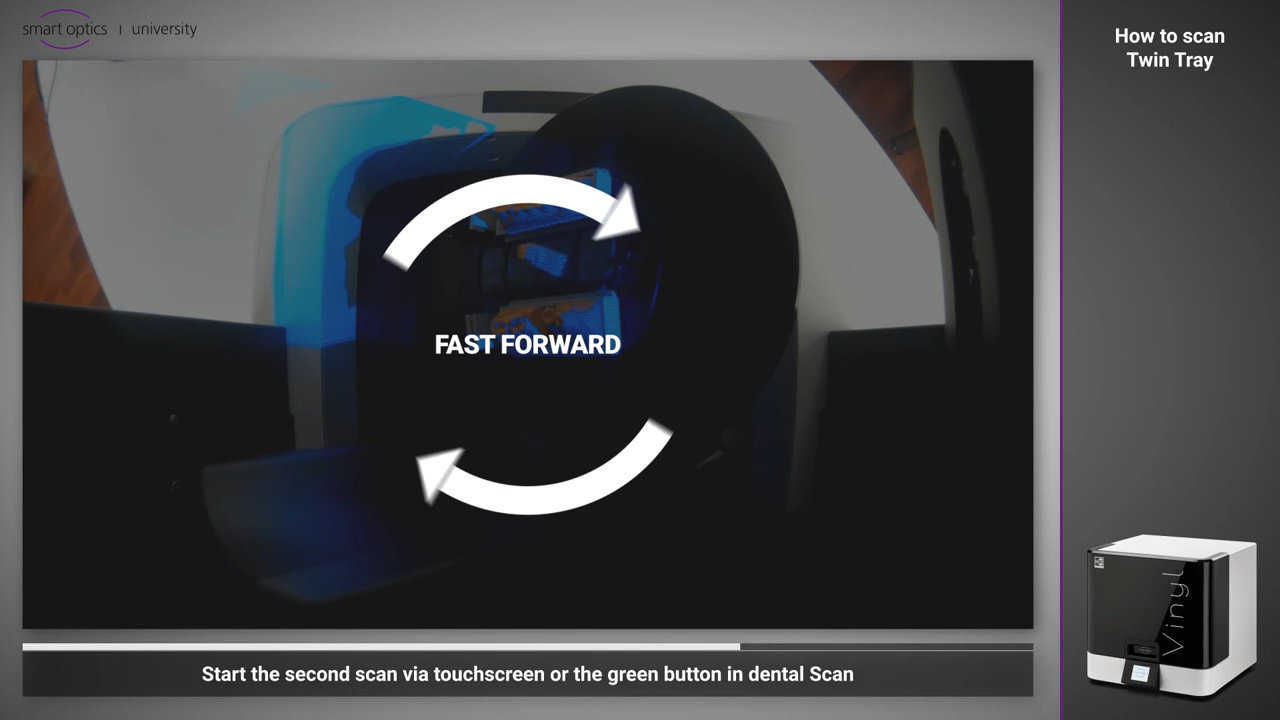 smart optics | university
How to scan
Twin Tray
FAST FORWARD
Vinyl
Start the second scan via touchscreen or the green button in dental Scan